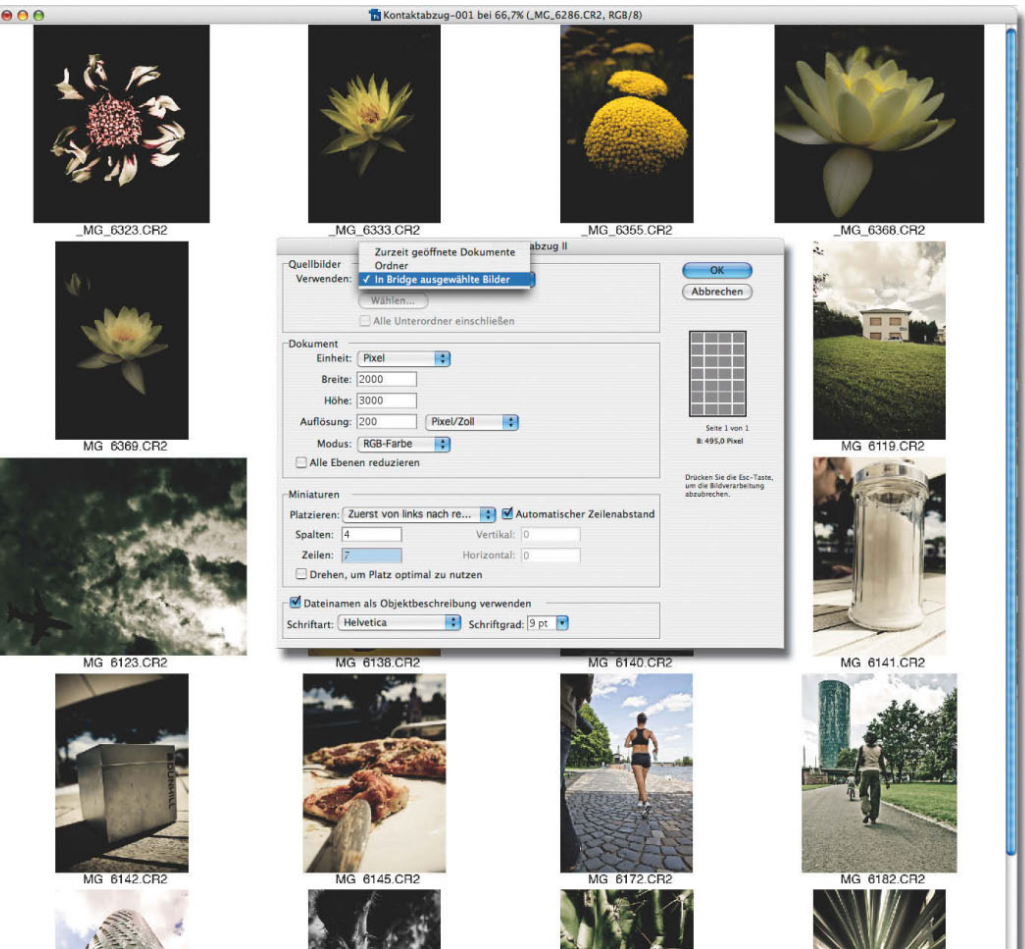 Kontaktabzug-001 bei 66,7% (_MG_6286.CR2, RGB/8)
_MG_6323.CR2
_MG_6333.CR2
_MG_6355.CR2
_MG_6368.CR2
abzug II
Zurzeit geöffnete Dokumente
Ordner
Quellbilder
Verwenden: ✓ In Bridge ausgewählte Bilder
Wählen...
Alle Unterordner einschließen
OK
Abbrechen
Dokument
Einheit: Pixel
Breite: 2000
Höhe: 3000
Auflösung: 200 Pixel/Zoll
Modus: RGB-Farbe
Alle Ebenen reduzieren
Seite 1 von 1
B: 495,0 Pixel
Drücken Sie die Esc-Taste,
um die Bildverarbeitung
abzubrechen.
Miniaturen
Platzieren: Zuerst von links nach re... Automatischer Zeilenabstand
Spalten: 4 Vertikal: 0
Zeilen: 7 Horizontal: 0
Drehen, um Platz optimal zu nutzen
Dateinamen als Objektbeschreibung verwenden
Schriftart: Helvetica Schriftgrad: 9 pt
MG 6369.CR2
MG 6119.CR2
MG 6123.CR2
MG 6138.CR2
MG 6140.CR2
MG 6141.CR2
DUNHILL
MG 6142.CR2
MG 6145.CR2
MG 6172.CR2
MG 6182.CR2